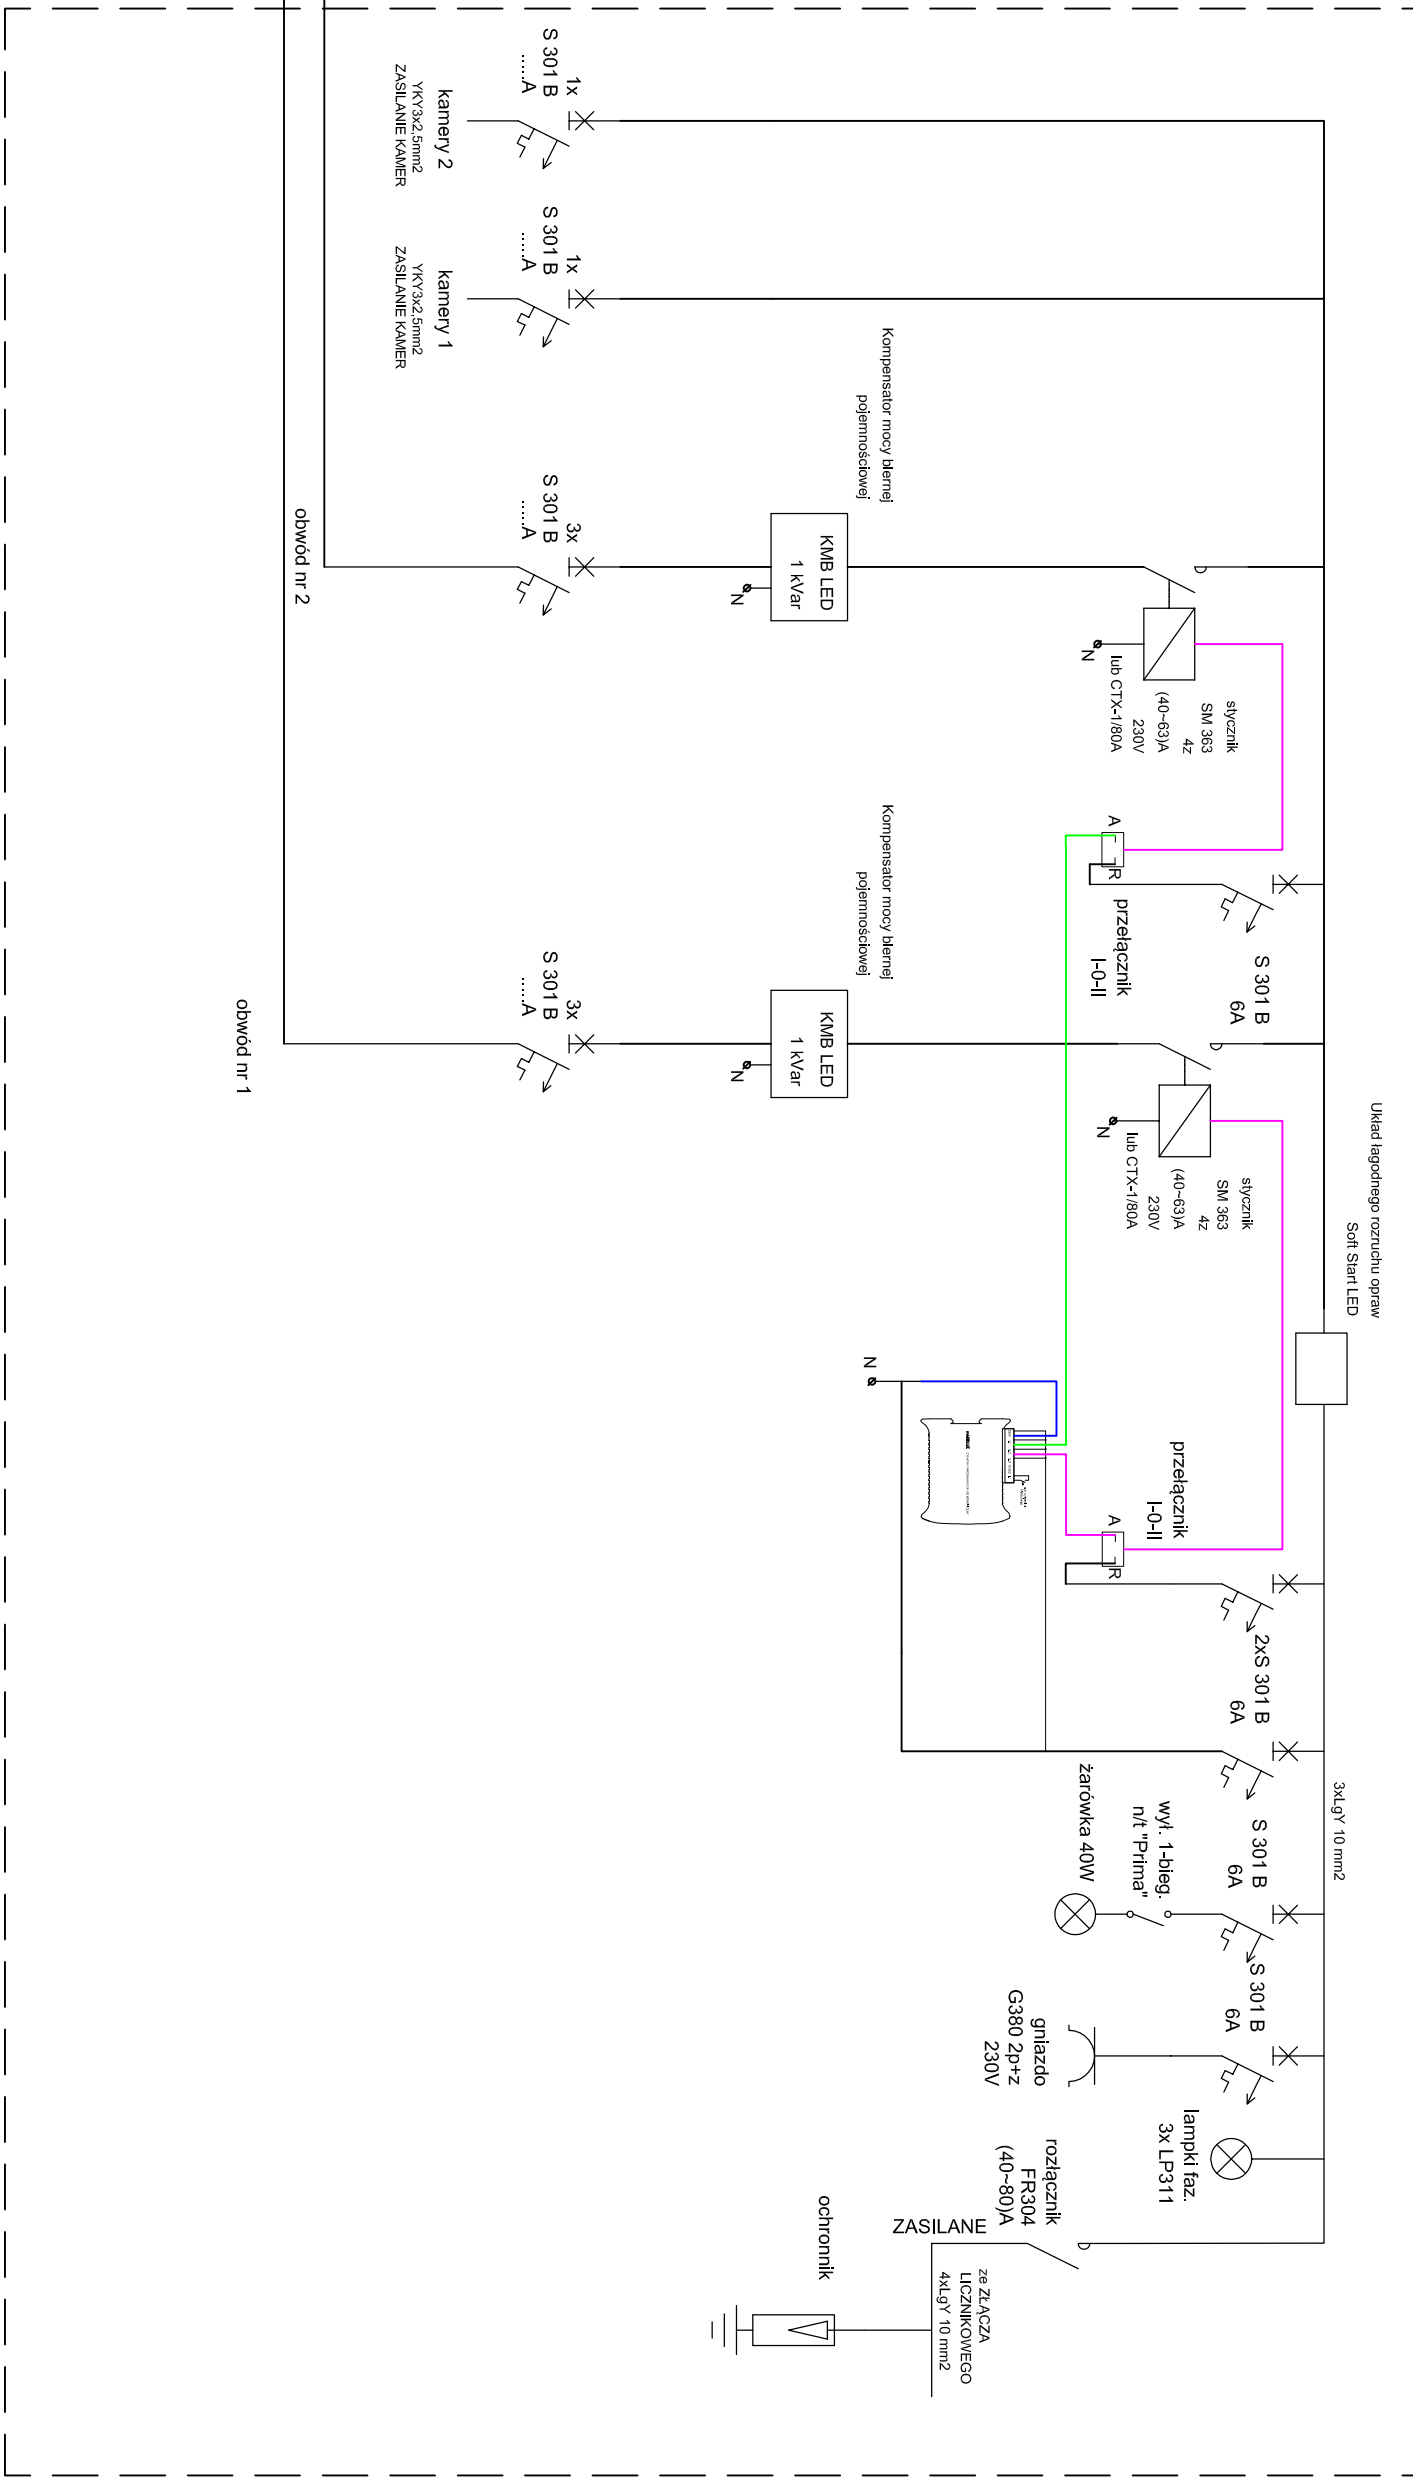 Układ łagodnego rozruchu opraw
Soft Start LED
3xLgY 10 mm2
1x
S 301 B
......A
kamery 2
YKY3x2,5mm2
ZASILANIE KAMER
1x
S 301 B
......A
kamery 1
YKY3x2,5mm2
ZASILANIE KAMER
stycznik
SM 363
4z
(40~63)A
230V
lub CTX-1/80A
N
Kompensator mocy biernej
pojemnościowej
KMB LED
1 kVar
N
3x
S 301 B
......A
obwód nr 2
S 301 B
6A
A
R
przełącznik
I-0-II
stycznik
SM 363
4z
(40~63)A
230V
lub CTX-1/80A
N
Kompensator mocy biernej
pojemnościowej
KMB LED
1 kVar
N
3x
S 301 B
......A
obwód nr 1
N
przełącznik
I-0-II
A
R
2xS 301 B
6A
S 301 B
6A
wył. 1-bieg.
n/t "Prima"
żarówka 40W
S 301 B
6A
gniazdo
G380 2p+z
230V
lampki faz.
3x LP311
rozłącznik
FR304
(40~80)A
ZASILANE
ze ZŁĄCZA
LICZNIKOWEGO
4xLgY 10 mm2
ochronnik